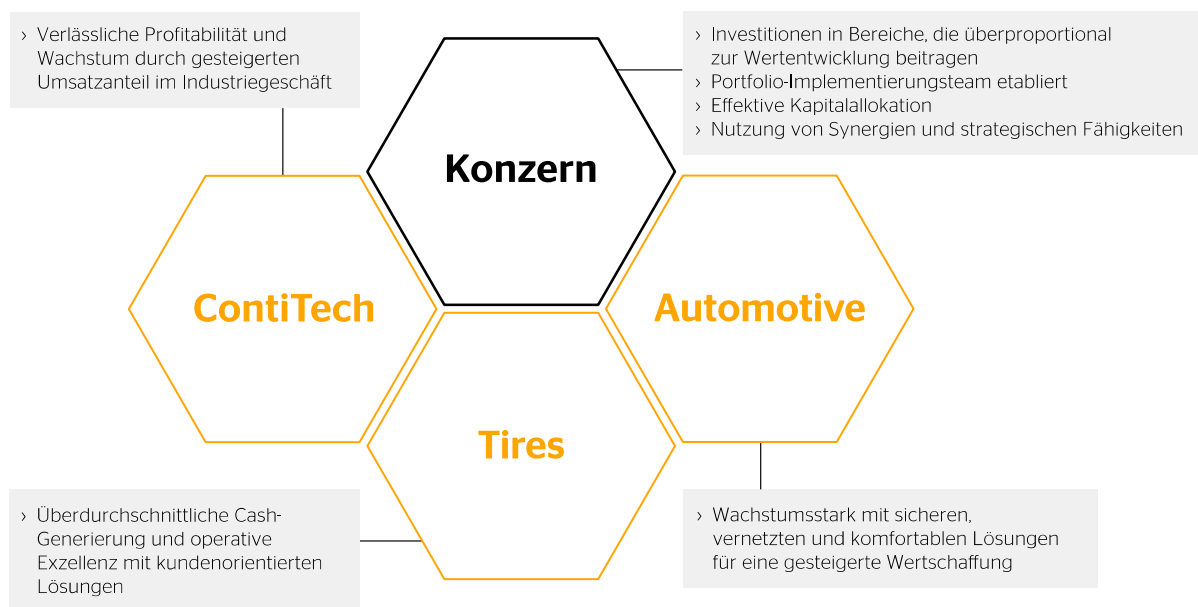 › Verlässliche Profitabilität und
Wachstum durch gesteigerten
Umsatzanteil im Industriegeschäft
› Investitionen in Bereiche, die überproportional
zur Wertentwicklung beitragen
› Portfolio-Implementierungsteam etabliert
› Effektive Kapitalallokation
› Nutzung von Synergien und strategischen Fähigkeiten
Konzern
ContiTech
Automotive
Tires
› Überdurchschnittliche Cash-
Generierung und operative
Exzellenz mit kundenorientierten
Lösungen
› Wachstumsstark mit sicheren,
vernetzten und komfortablen Lösungen
für eine gesteigerte Wertschaffung